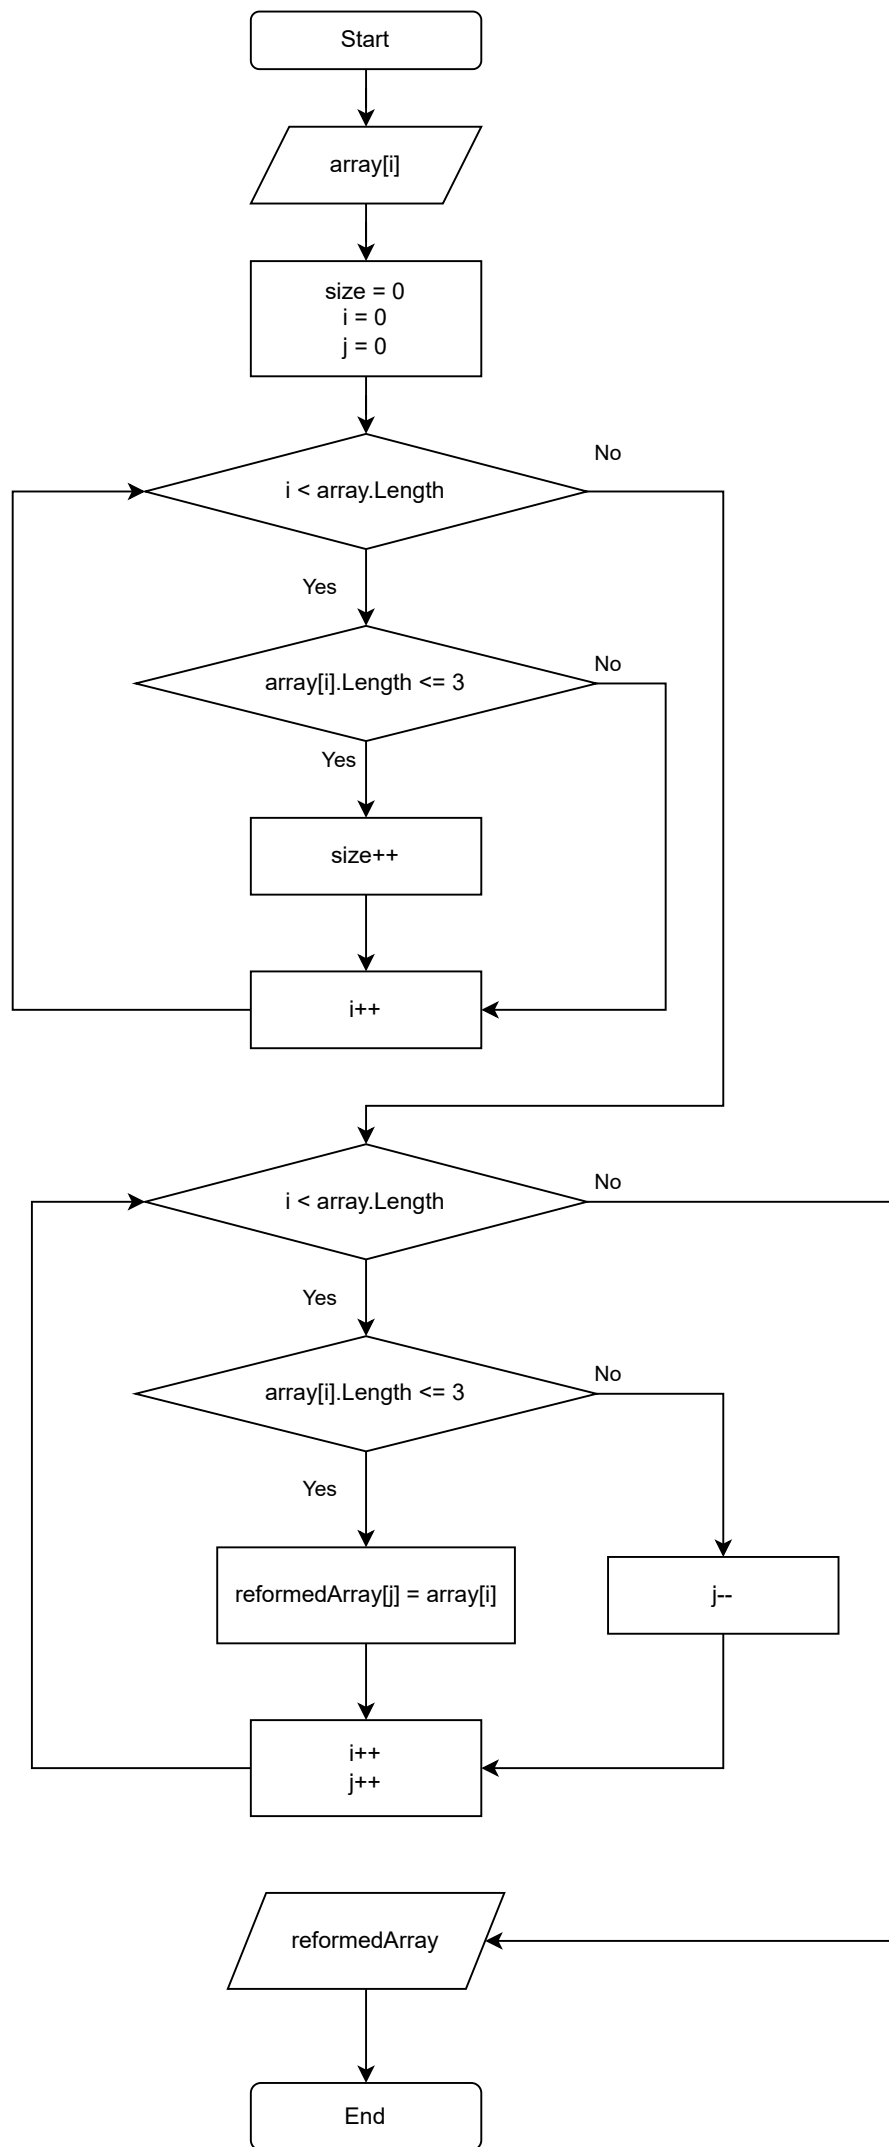 Start
array[i]
size = 0
i = 0
j = 0
i < array.Length
No
Yes
array[i].Length <= 3
No
Yes
size++
i++
i < array.Length
No
Yes
array[i].Length <= 3
No
Yes
reformedArray[j] = array[i]
j--
i++
j++
reformedArray
End